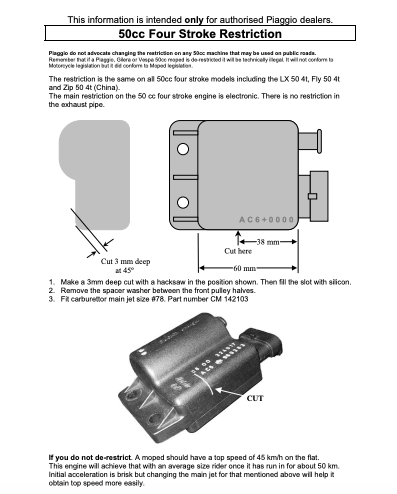 This information is intended only for authorised Piaggio dealers.
50cc Four Stroke Restriction
Piaggio do not advocate changing the restriction on any 50cc machine that may be used on public roads.
Remember that if a Piaggio, Gilera or Vespa 50cc moped is de-restricted it will be technically illegal. It will not conform to
Motorcycle legislation but it did conform to Moped legislation.
The restriction is the same on all 50cc four stroke models including the LX 50 4t, Fly 50 4t
and Zip 50 4t (China).
The main restriction on the 50 cc four stroke engine is electronic. There is no restriction in
the exhaust pipe.
AC6+0000
38 mm
Cut here
60 mm
Cut 3 mm deep
at 45°
1. Make a 3mm deep cut with a hacksaw in the position shown. Then fill the slot with silicon.
2. Remove the spacer washer between the front pulley halves.
3. Fit carburettor main jet size #78. Part number CM 142103
CUT
If you do not de-restrict. A moped should have a top speed of 45 km/h on the flat.
This engine will achieve that with an average size rider once it has run in for about 50 km.
Initial acceleration is brisk but changing the main jet for that mentioned above will help it
obtain top speed more easily.